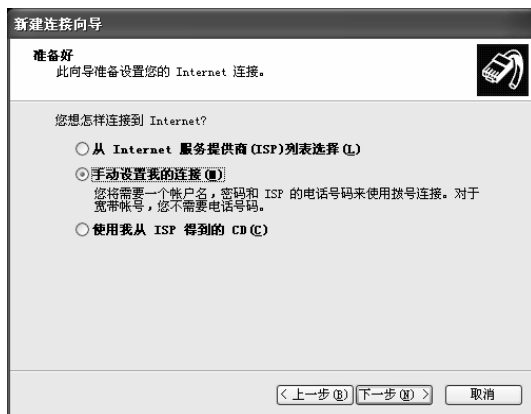 新建连接向导
准备好
此向导准备设置您的 Internet 连接。
您想怎样连接到 Internet?
从 Internet 服务提供商(ISP)列表选择(L)
手动设置我的连接(M)
您将需要一个帐户名，密码和 ISP 的电话号码来使用拨号连接。对于
宽带帐号，您不需要电话号码。
使用我从 ISP 得到的 CD(C)
< 上一步(B) 下一步(N) > 取消